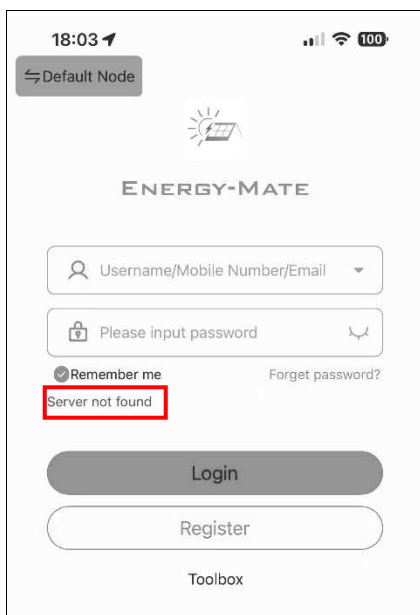 18:03
100
Default Node
ENERGY-MATE
Username/Mobile Number/Email
Please input password
Remember me Forget password?
Server not found
Login
Register
Toolbox